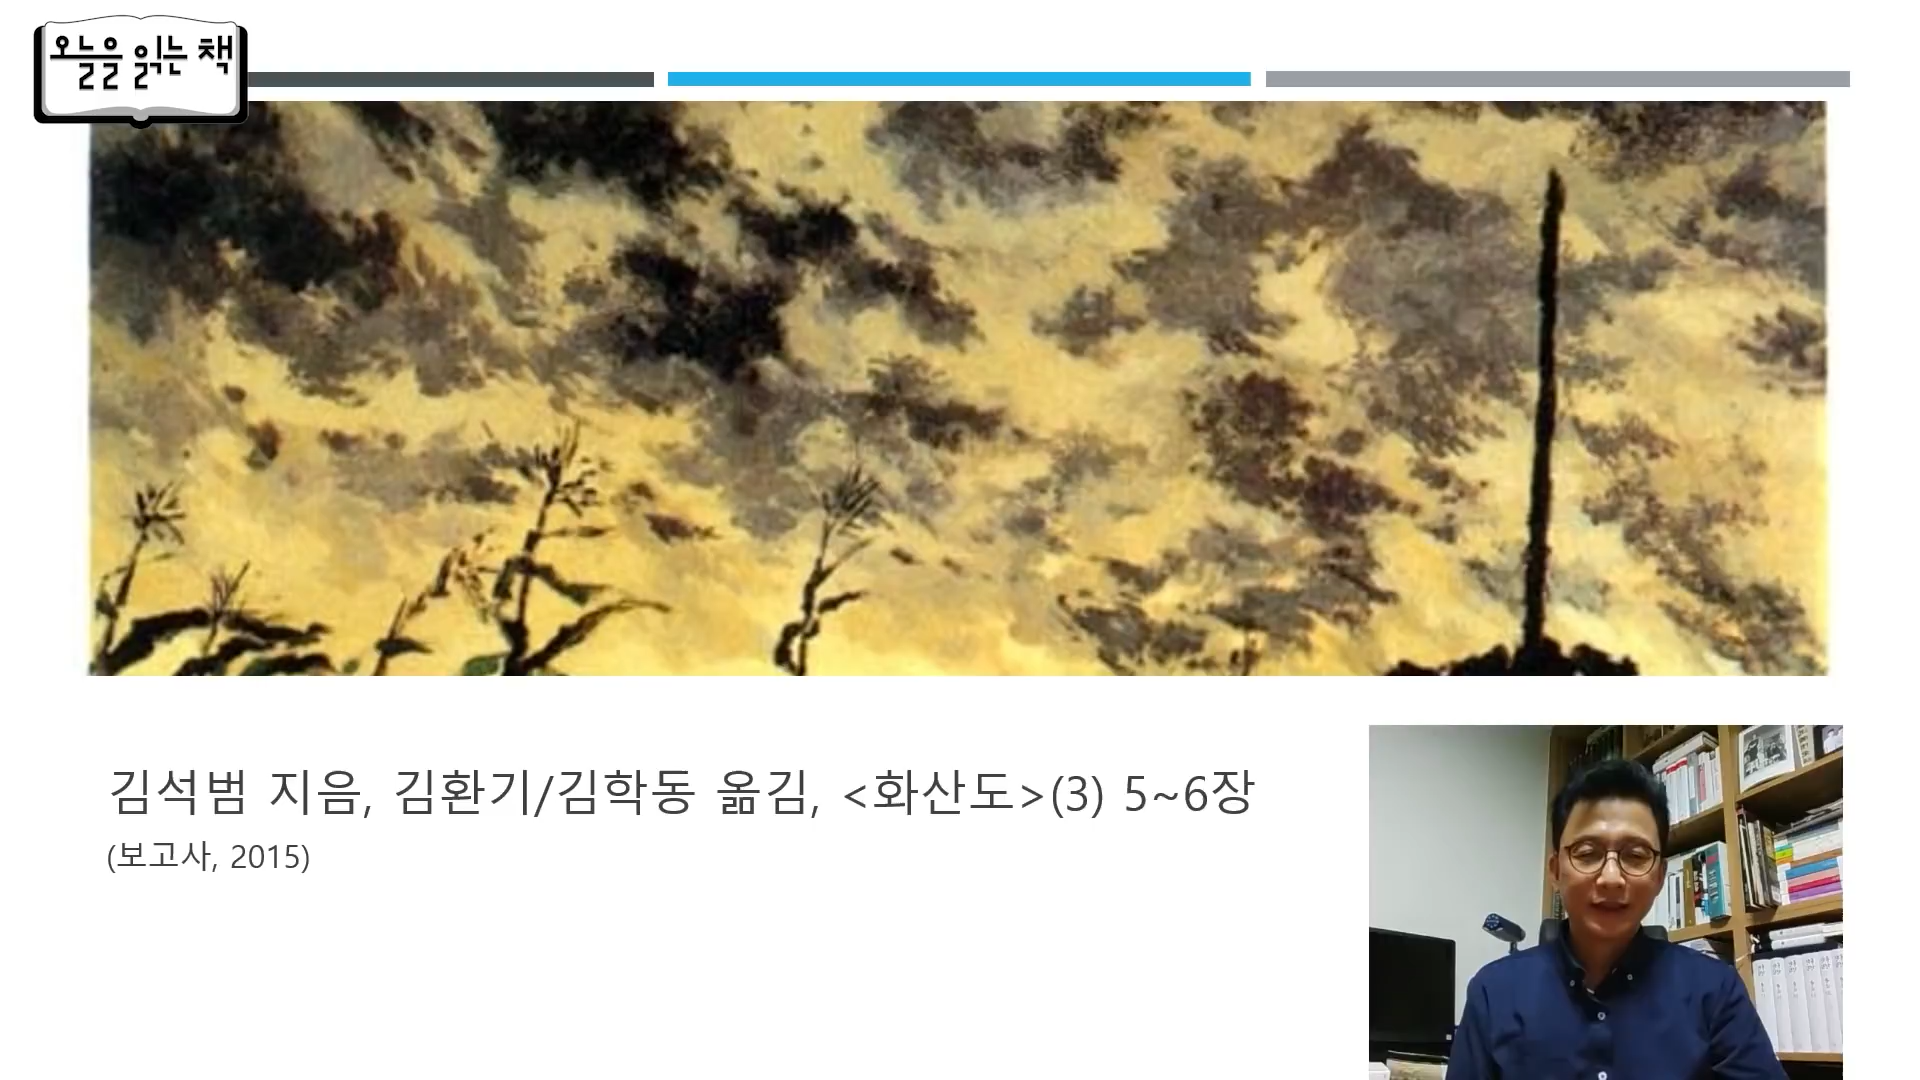 오늘을 읽는 책
김석범 지음, 김환기/김학동 옮김, <화산도>(3) 5~6장
(보고사, 2015)